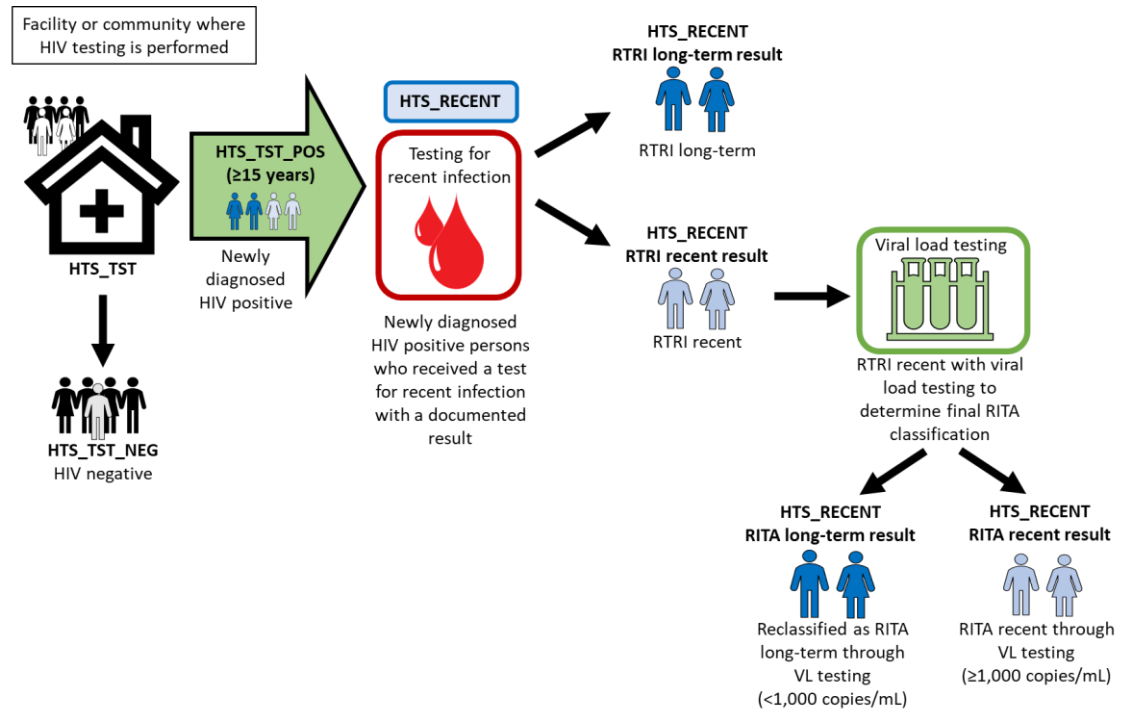 Facility or community where
HIV testing is performed
HTS_TST
HTS_TST_NEG
HIV negative
HTS_TST_POS
(≥15 years)
Newly
diagnosed
HIV positive
HTS_RECENT
Testing for
recent infection
Newly diagnosed
HIV positive persons
who received a test
for recent infection
with a documented
result
HTS_RECENT
RTRI long-term result
RTRI long-term
HTS_RECENT
RTRI recent result
RTRI recent
Viral load testing
RTRI recent with viral
load testing to
determine final RITA
classification
HTS_RECENT
RITA long-term result
Reclassified as RITA
long-term through
VL testing
(<1,000 copies/mL)
HTS_RECENT
RITA recent result
RITA recent through
VL testing
(≥1,000 copies/mL)